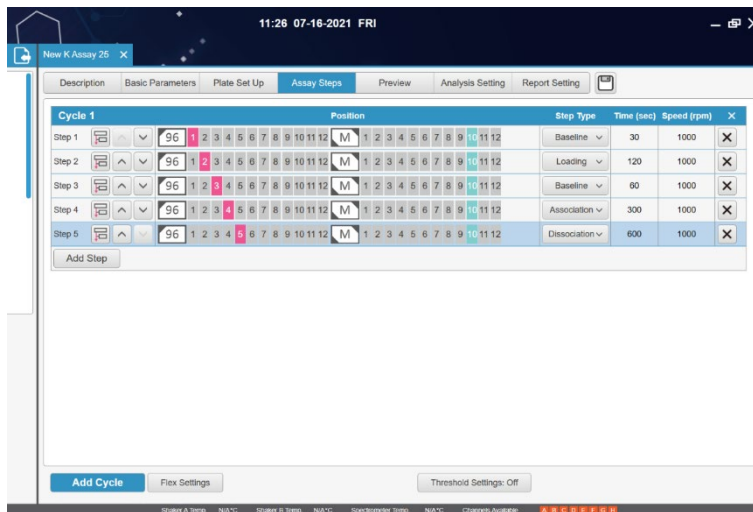 11:26 07-16-2021 FRI
New K Assay 25 X
Description Basic Parameters Plate Set Up Assay Steps Preview Analysis Setting Report Setting
Cycle 1 Position Step Type Time (sec) Speed (rpm) X
Step 1 96 1 2 3 4 5 6 7 8 9 10 11 12 M 1 2 3 4 5 6 7 8 9 10 11 12 Baseline 30 1000 X
Step 2 96 1 2 3 4 5 6 7 8 9 10 11 12 M 1 2 3 4 5 6 7 8 9 10 11 12 Loading 120 1000 X
Step 3 96 1 2 3 4 5 6 7 8 9 10 11 12 M 1 2 3 4 5 6 7 8 9 10 11 12 Baseline 60 1000 X
Step 4 96 1 2 3 4 5 6 7 8 9 10 11 12 M 1 2 3 4 5 6 7 8 9 10 11 12 Association 300 1000 X
Step 5 96 1 2 3 4 5 6 7 8 9 10 11 12 M 1 2 3 4 5 6 7 8 9 10 11 12 Dissociation 600 1000 X
Add Step
Add Cycle Flex Settings Threshold Settings: Off
Shaker A Temp N/A°C Shaker B Temp N/A°C Spectrometer Temp N/A°C Channels Available A B C D E F G H